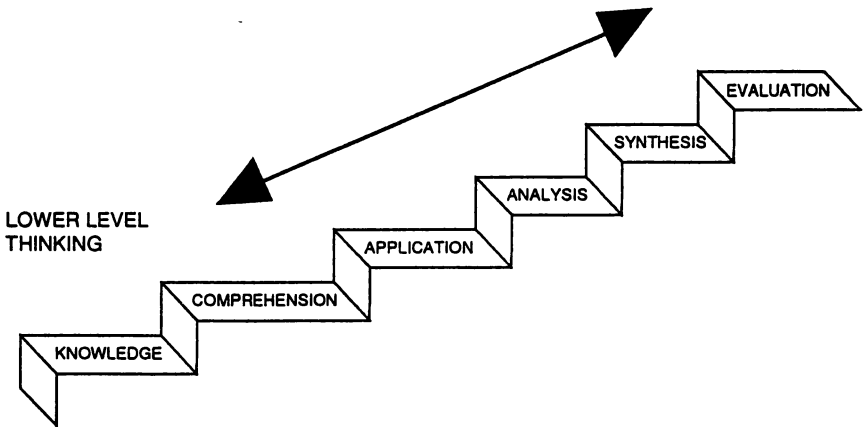 EVALUATION
SYNTHESIS
ANALYSIS
LOWER LEVEL
THINKING
APPLICATION
COMPREHENSION
KNOWLEDGE